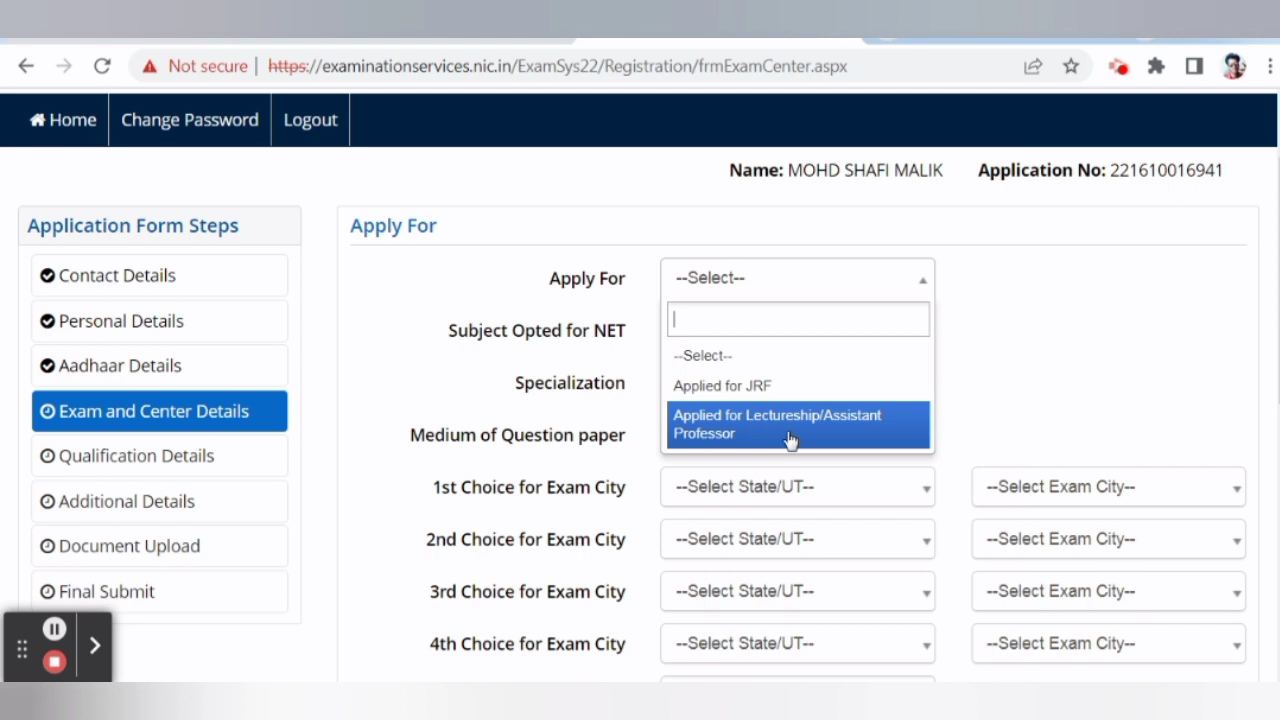 Not secure | https://examinationservices.nic.in/ExamSys22/Registration/frmExamCenter.aspx
Home Change Password Logout
Name: MOHD SHAFI MALIK Application No: 221610016941
Application Form Steps
Contact Details
Personal Details
Aadhaar Details
Exam and Center Details
Qualification Details
Additional Details
Document Upload
Final Submit
Apply For
Apply For --Select--
--Select--
Applied for JRF
Applied for Lectureship/Assistant
Professor
Subject Opted for NET
Specialization
Medium of Question paper
1st Choice for Exam City --Select State/UT-- --Select Exam City--
2nd Choice for Exam City --Select State/UT-- --Select Exam City--
3rd Choice for Exam City --Select State/UT-- --Select Exam City--
4th Choice for Exam City --Select State/UT-- --Select Exam City--